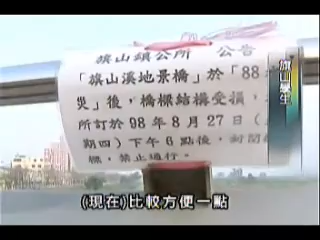 旗山鎮公所 公告
「旗山溪地景橋」於「88
災」後，橋樑結構受損，
所訂於98年8月27日（
期四）下午6點後，封閉
禁止通行。
旗山學生
(現在)比較方便一點